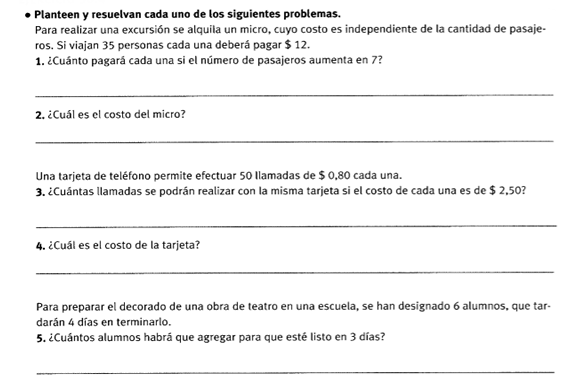 • Planteen y resuelvan cada uno de los siguientes problemas.
Para realizar una excursión se alquila un micro, cuyo costo es independiente de la cantidad de pasaje-
ros. Si viajan 35 personas cada una deberá pagar $ 12.
1. ¿Cuánto pagará cada una si el número de pasajeros aumenta en 7?
2. ¿Cuál es el costo del micro?
Una tarjeta de teléfono permite efectuar 50 llamadas de $ 0,80 cada una.
3. ¿Cuántas llamadas se podrán realizar con la misma tarjeta si el costo de cada una es de $ 2,50?
4. ¿Cuál es el costo de la tarjeta?
Para preparar el decorado de una obra de teatro en una escuela, se han designado 6 alumnos, que tar-
darán 4 días en terminarlo.
5. ¿Cuántos alumnos habrá que agregar para que esté listo en 3 días?